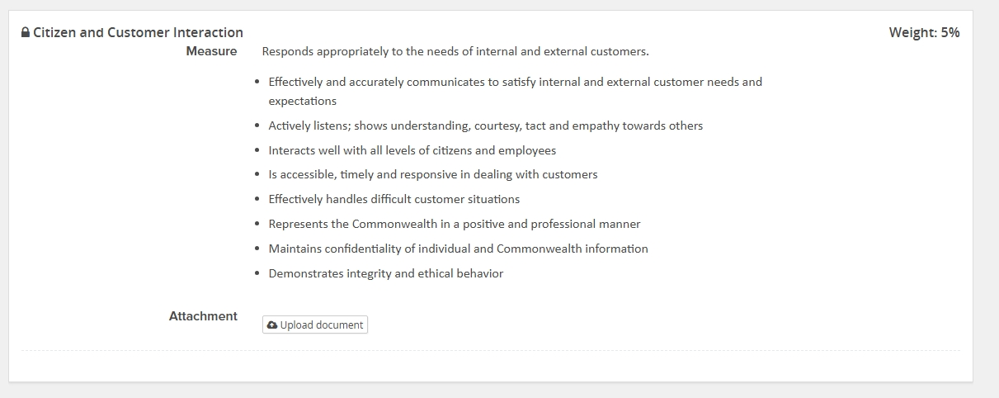 Citizen and Customer Interaction
Weight: 5%
Measure
Responds appropriately to the needs of internal and external customers.
• Effectively and accurately communicates to satisfy internal and external customer needs and
expectations
• Actively listens; shows understanding, courtesy, tact and empathy towards others
• Interacts well with all levels of citizens and employees
• Is accessible, timely and responsive in dealing with customers
• Effectively handles difficult customer situations
• Represents the Commonwealth in a positive and professional manner
• Maintains confidentiality of individual and Commonwealth information
• Demonstrates integrity and ethical behavior
Attachment
Upload document